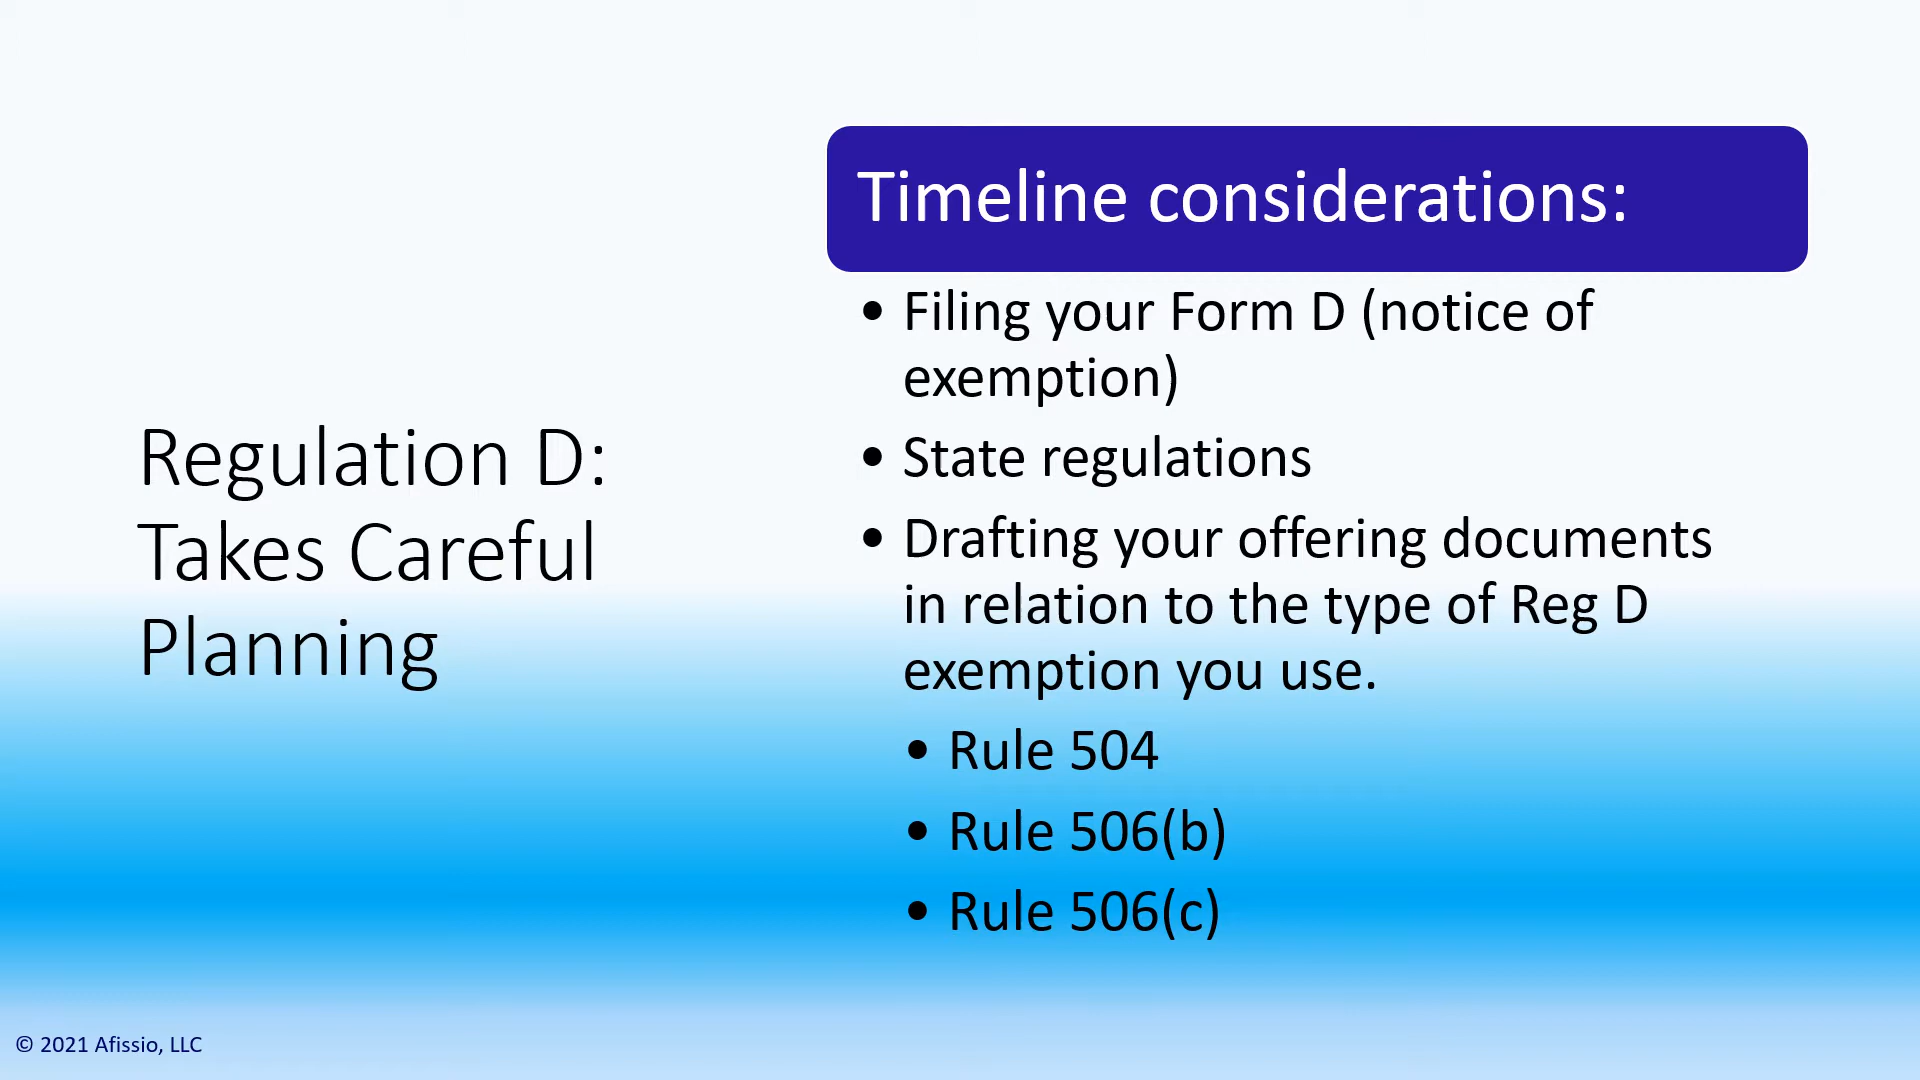 Regulation D:
Takes Careful
Planning
Timeline considerations:
• Filing your Form D (notice of
exemption)
• State regulations
• Drafting your offering documents
in relation to the type of Reg D
exemption you use.
• Rule 504
• Rule 506(b)
• Rule 506(c)
© 2021 Afissio, LLC